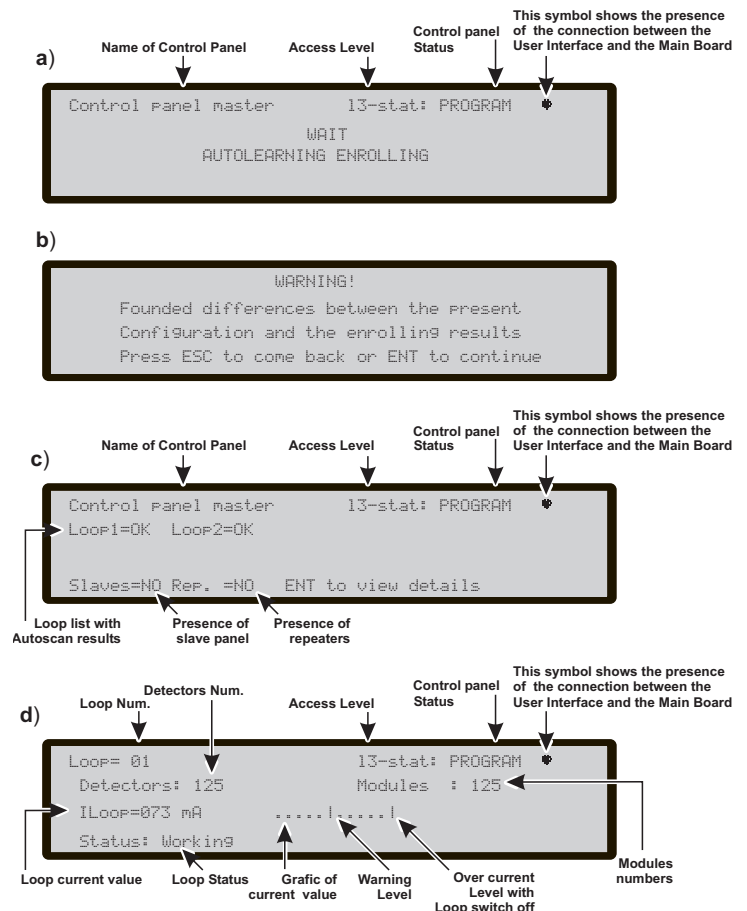 This symbol shows the presence
of the connection between the
User Interface and the Main Board
Control panel
Status
Name of Control Panel
Access Level
a)
Control panel master l3-stat: PROGRAM
WAIT
AUTOLEARNING ENROLLING
b)
WARNING!
Founded differences between the present
Configuration and the enrolling results
Press ESC to come back or ENT to continue
This symbol shows the presence
of the connection between the
User Interface and the Main Board
Control panel
Status
Name of Control Panel
Access Level
c)
Control panel master l3-stat: PROGRAM
Loop1=OK Loop2=OK
Slaves=NO Rep. =NO ENT to view details
Loop list with
Autoscan results
Presence of
slave panel
Presence of
repeaters
This symbol shows the presence
of the connection between the
User Interface and the Main Board
Control panel
Status
Detectors Num.
Loop Num.
Access Level
d)
Loop= 01 l3-stat: PROGRAM
Detectors: 125 Modules : 125
ILoop=073 mA .....|.....|
Status: Working
Loop current value
Loop Status
Grafic of
current value
Warning
Level
Over current
Level with
Loop switch off
Modules
numbers